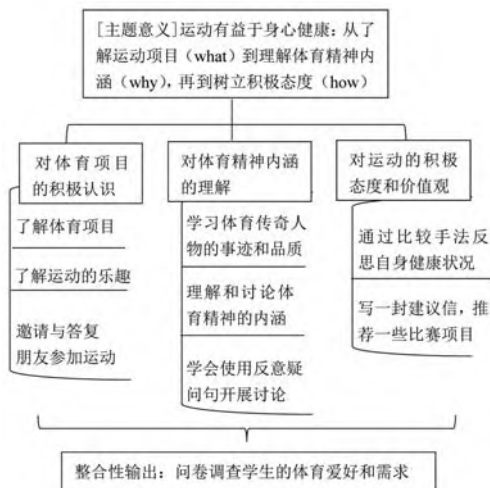 [主题意义]运动有益于身心健康：从了
解运动项目（what）到理解体育精神内
涵（why），再到树立积极态度（how）
对体育项目
的积极认识
了解体育项目
了解运动的乐趣
邀请与答复
朋友参加运动
对体育精神内涵
的理解
学习体育传奇人
物的事迹和品质
理解和讨论体
育精神的内涵
学会使用反意疑
问句开展讨论
对运动的积极
态度和价值观
通过比较手法反
思自身健康状况
写一封建议信，推
荐一些比赛项目
整合性输出：问卷调查学生的体育爱好和需求